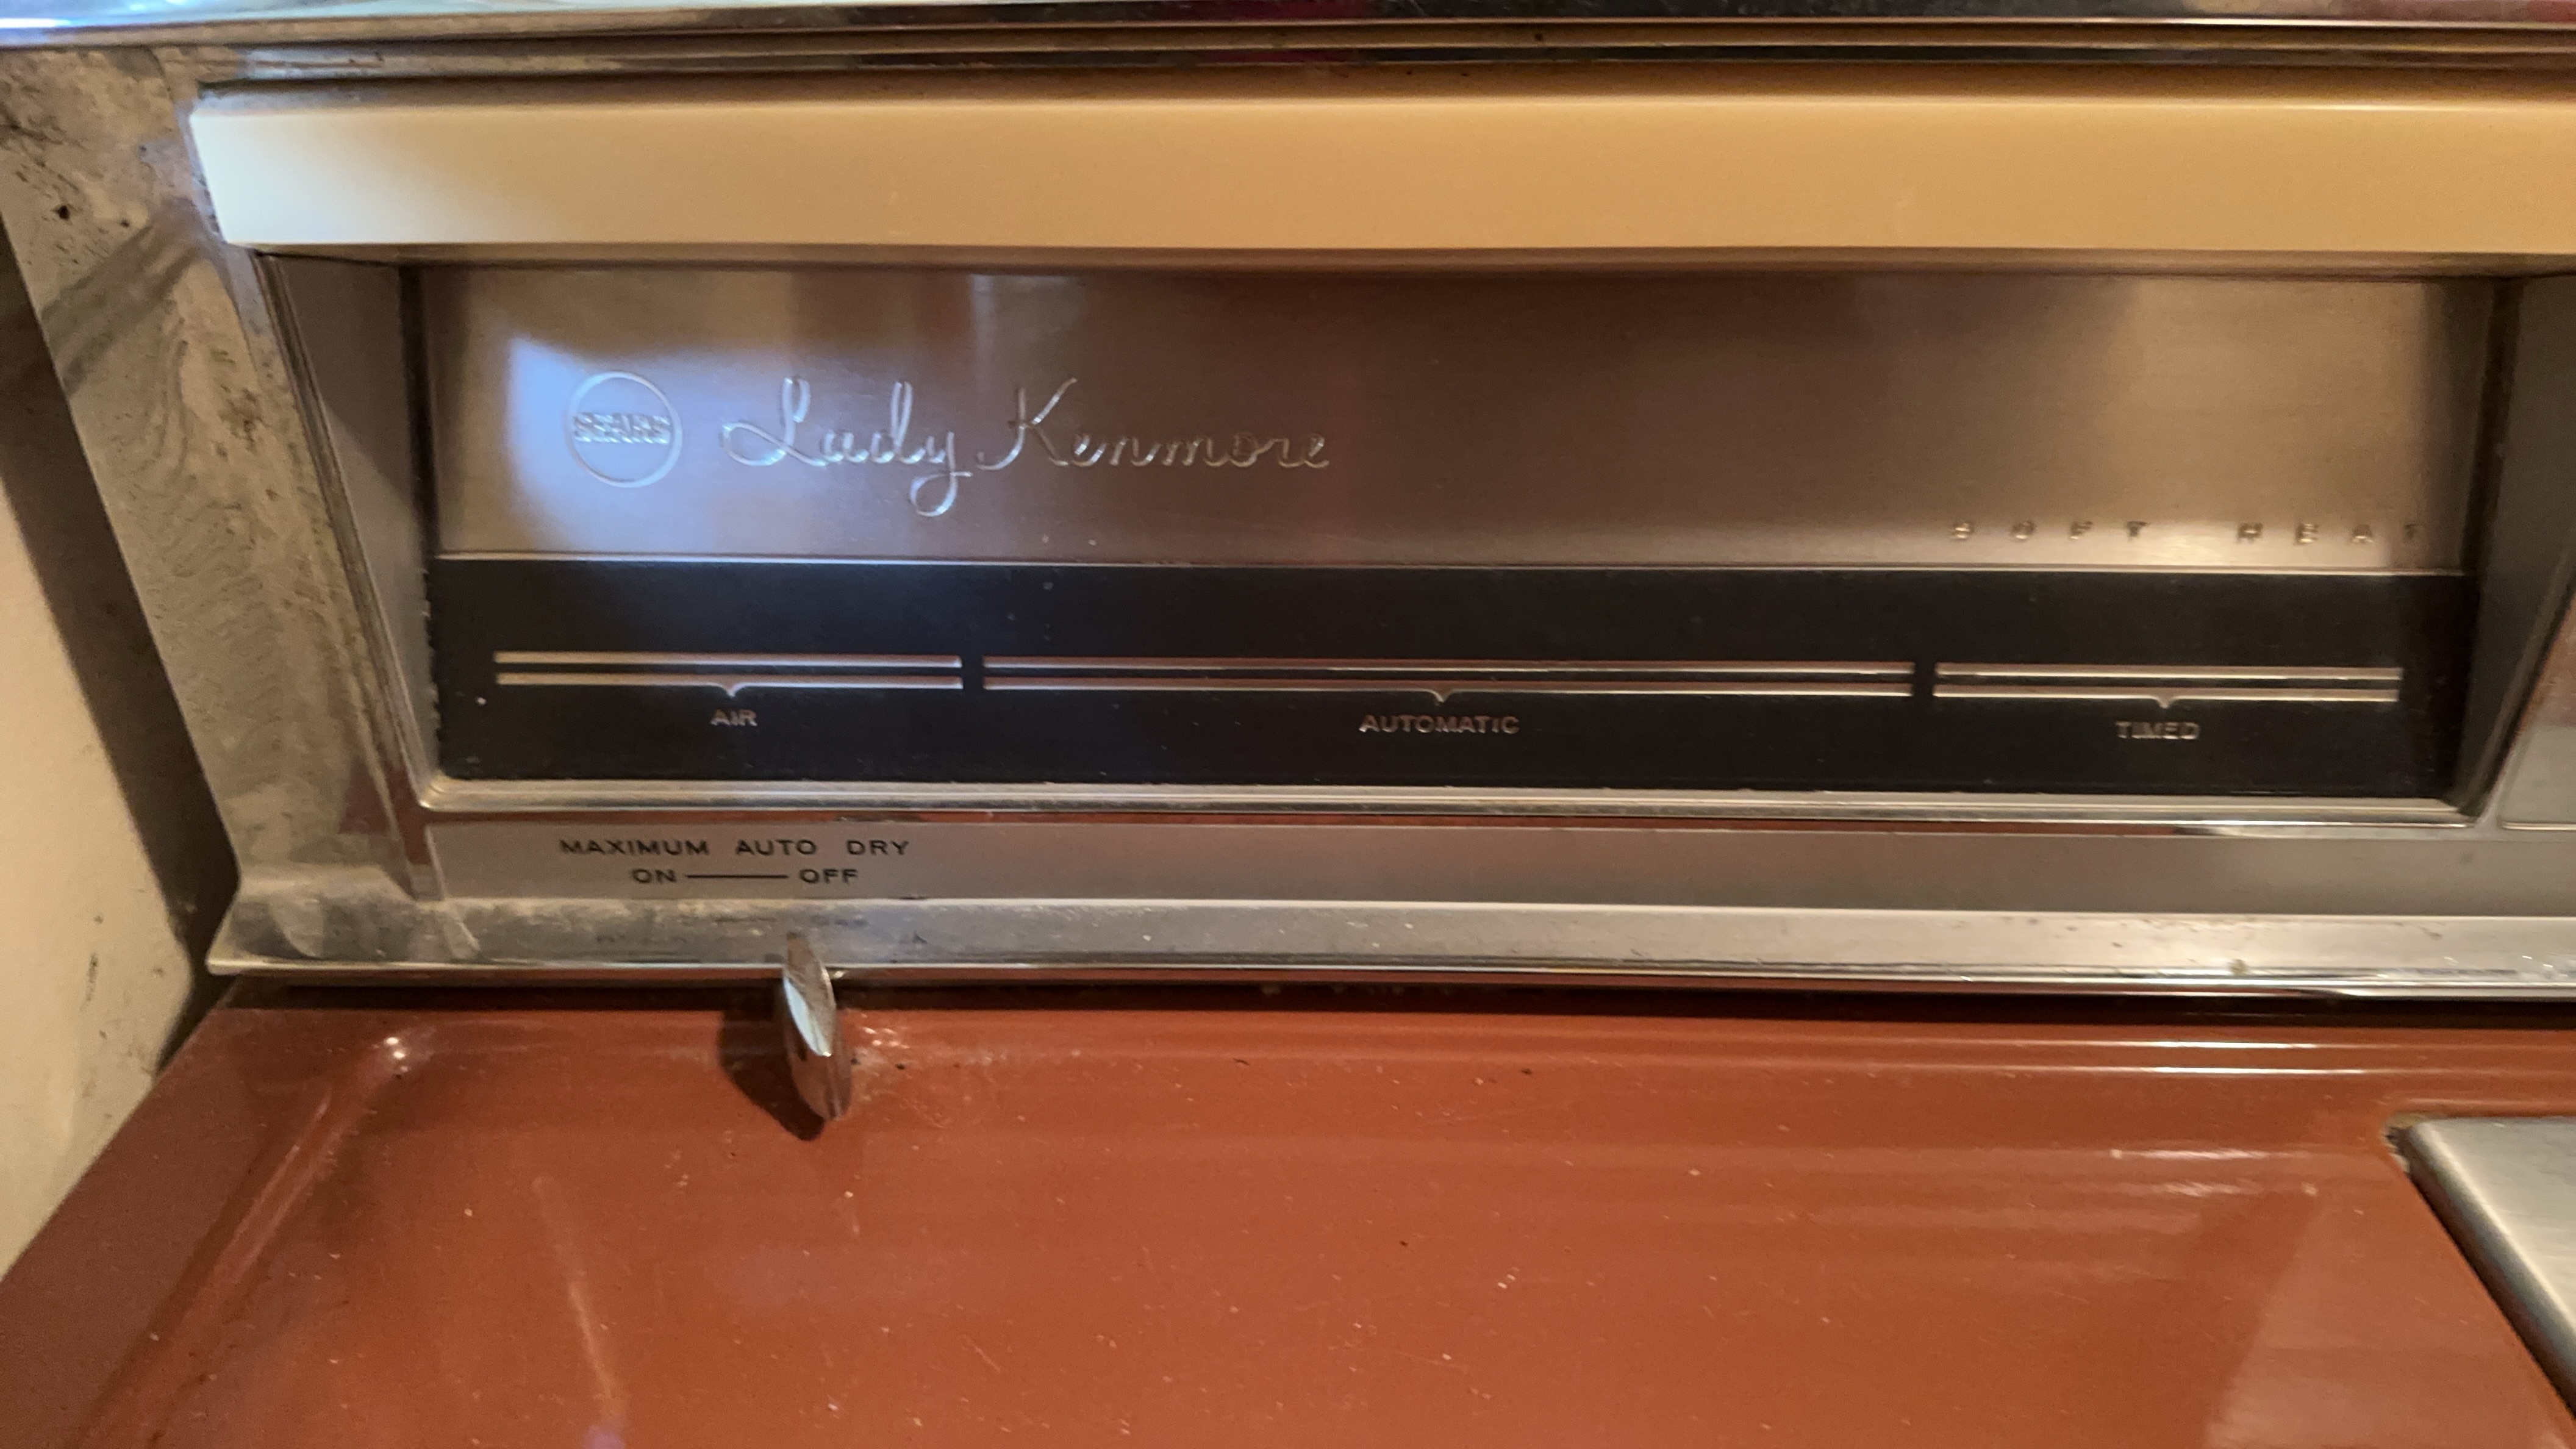 SEARS Lady Kenmore
SOFT HEAT
AIR AUTOMATIC TIMED
MAXIMUM AUTO DRY
ON OFF